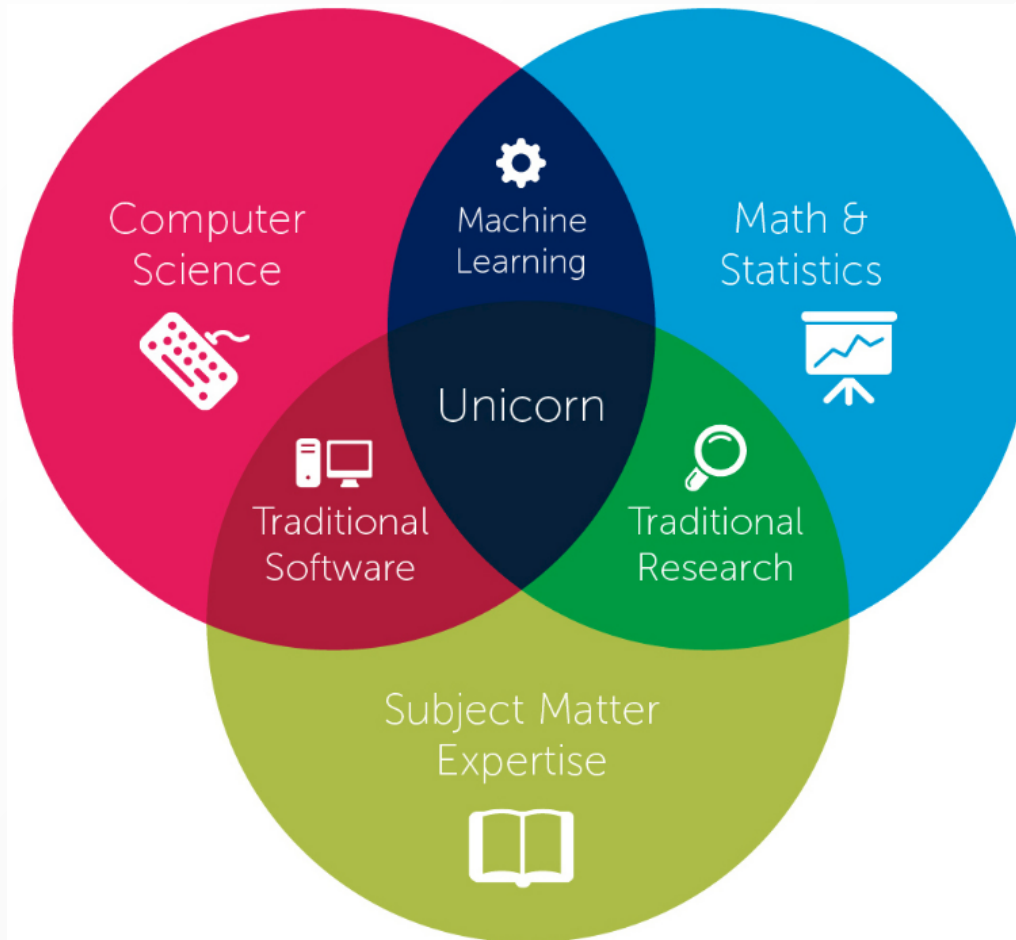 Machine
Learning
Computer
Science
Math &
Statistics
Unicorn
Traditional
Software
Traditional
Research
Subject Matter
Expertise